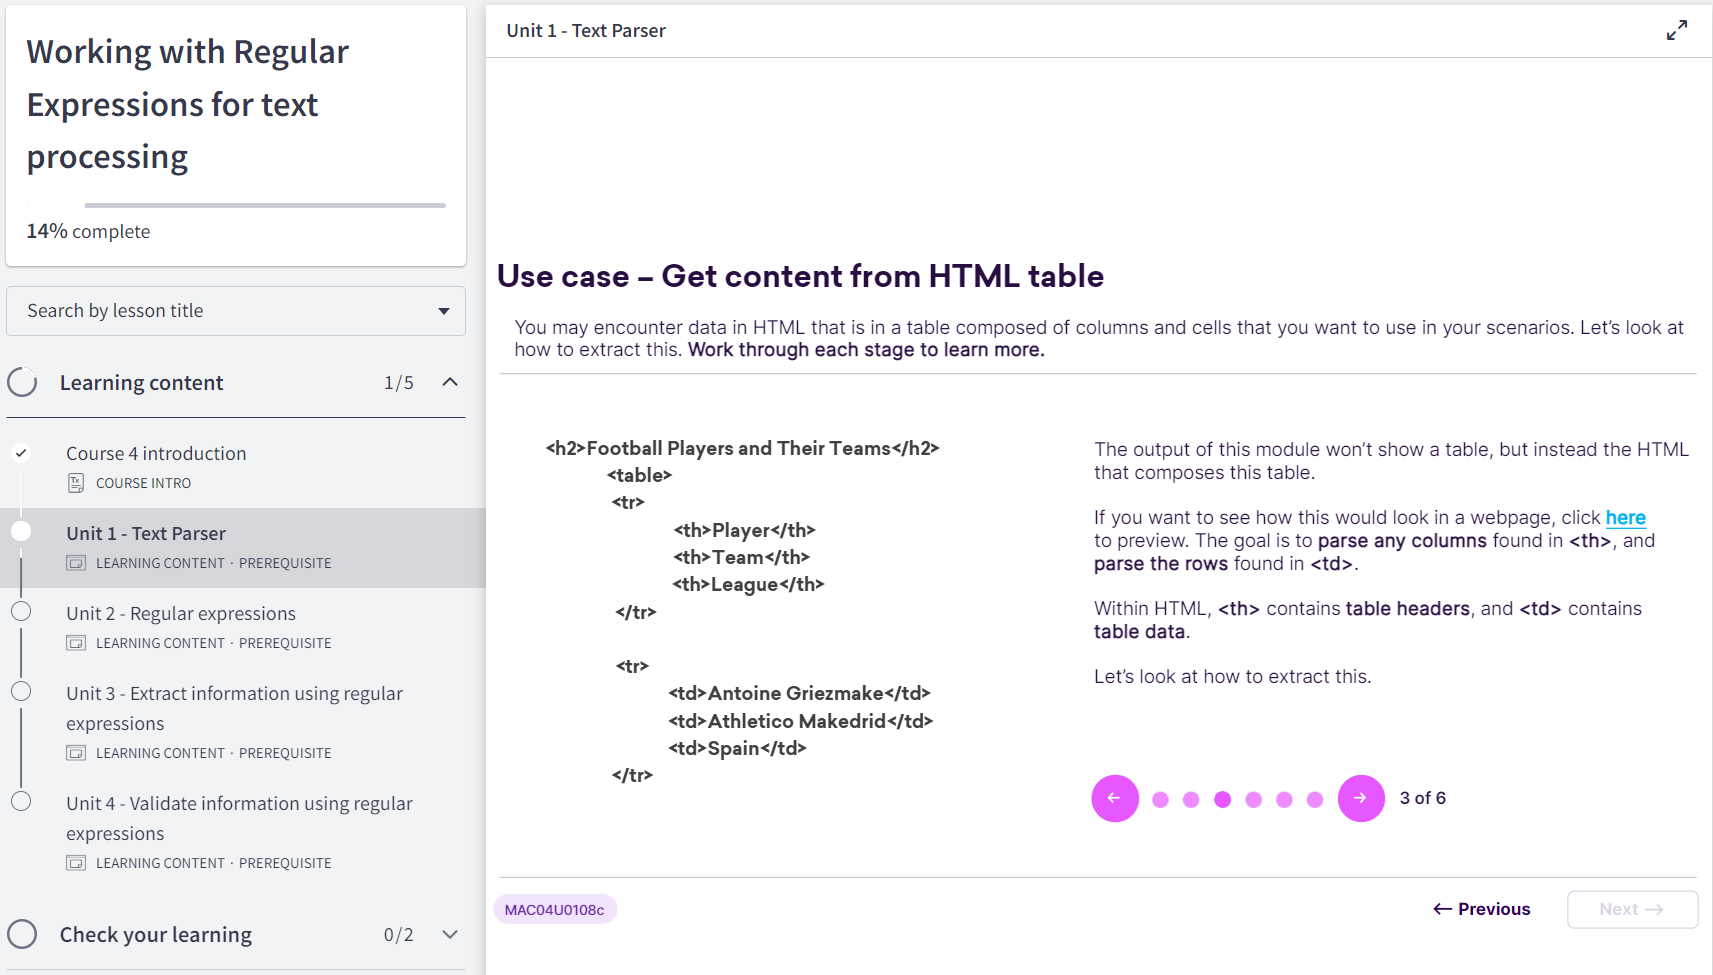 Working with Regular
Expressions for text
processing
14% complete
Search by lesson title
Learning content 1/5
Course 4 introduction
COURSE INTRO
Unit 1 - Text Parser
LEARNING CONTENT · PREREQUISITE
Unit 2 - Regular expressions
LEARNING CONTENT · PREREQUISITE
Unit 3 - Extract information using regular
expressions
LEARNING CONTENT · PREREQUISITE
Unit 4 - Validate information using regular
expressions
LEARNING CONTENT · PREREQUISITE
Check your learning 0/2
Unit 1 - Text Parser
Use case – Get content from HTML table
You may encounter data in HTML that is in a table composed of columns and cells that you want to use in your scenarios. Let’s look at
how to extract this. Work through each stage to learn more.
<h2>Football Players and Their Teams</h2>
<table>
<tr>
<th>Player</th>
<th>Team</th>
<th>League</th>
</tr>
<tr>
<td>Antoine Griezmake</td>
<td>Athletico Makedrid</td>
<td>Spain</td>
</tr>
The output of this module won’t show a table, but instead the HTML
that composes this table.
If you want to see how this would look in a webpage, click here
to preview. The goal is to parse any columns found in <th>, and
parse the rows found in <td>.
Within HTML, <th> contains table headers, and <td> contains
table data.
Let’s look at how to extract this.
3 of 6
MAC04U0108c
← Previous
Next →